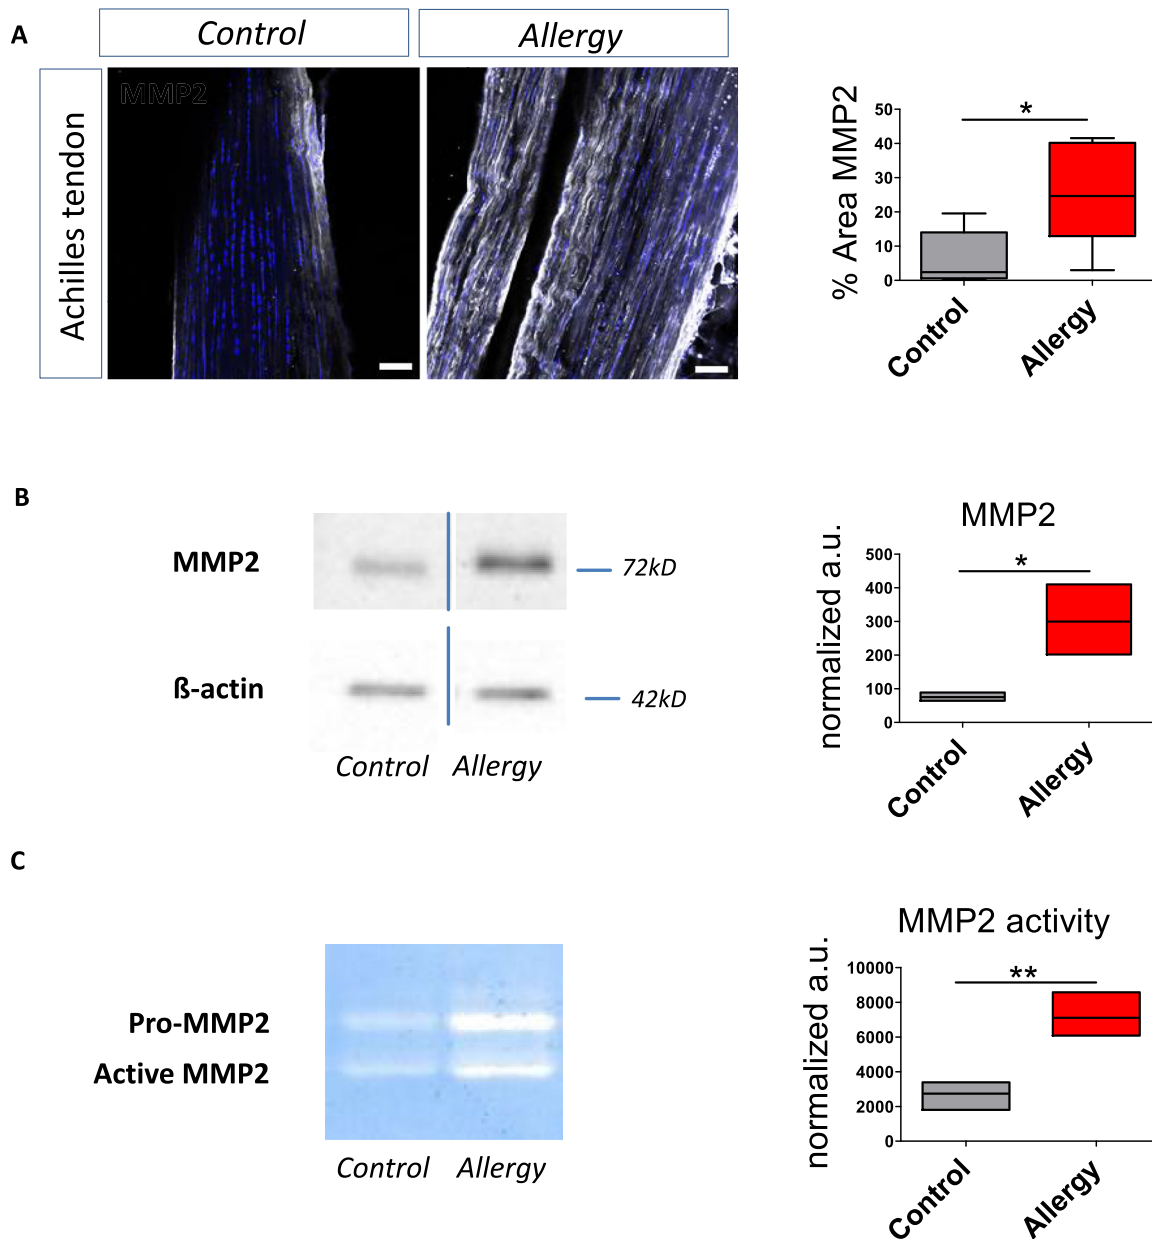 A
Control
Allergy
Achilles tendon
MMP2
% Area MMP2
50
40
30
20
10
0
*
Control
Allergy
B
MMP2
72kD
ß-actin
42kD
Control
Allergy
MMP2
normalized a.u.
500
400
300
200
100
0
*
Control
Allergy
C
Pro-MMP2
Active MMP2
Control
Allergy
MMP2 activity
normalized a.u.
10000
8000
6000
4000
2000
0
**
Control
Allergy